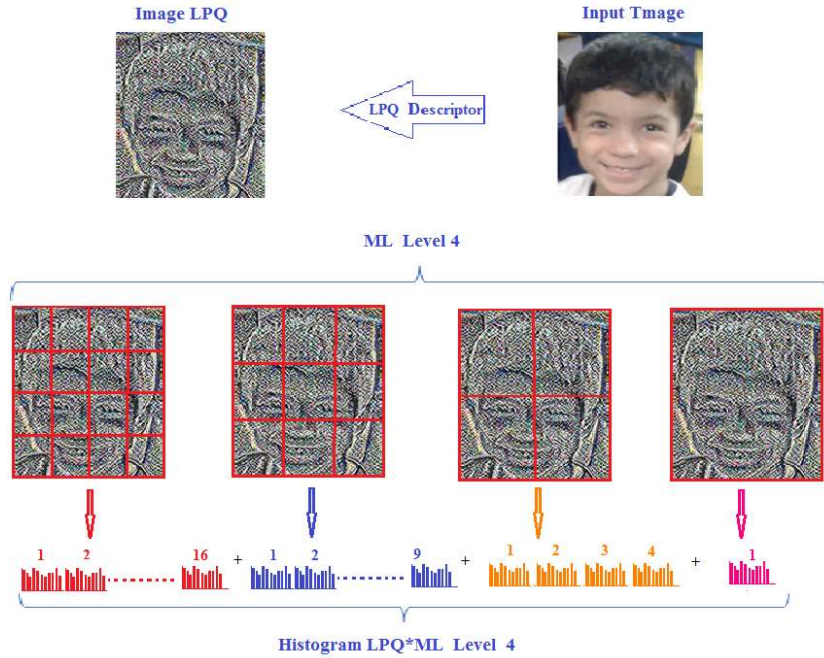 Image LPQ
Input Tmage
LPQ Descriptor
ML Level 4
1 2 16 + 1 2 9 + 1 2 3 4 + 1
Histogram LPQ*ML Level 4